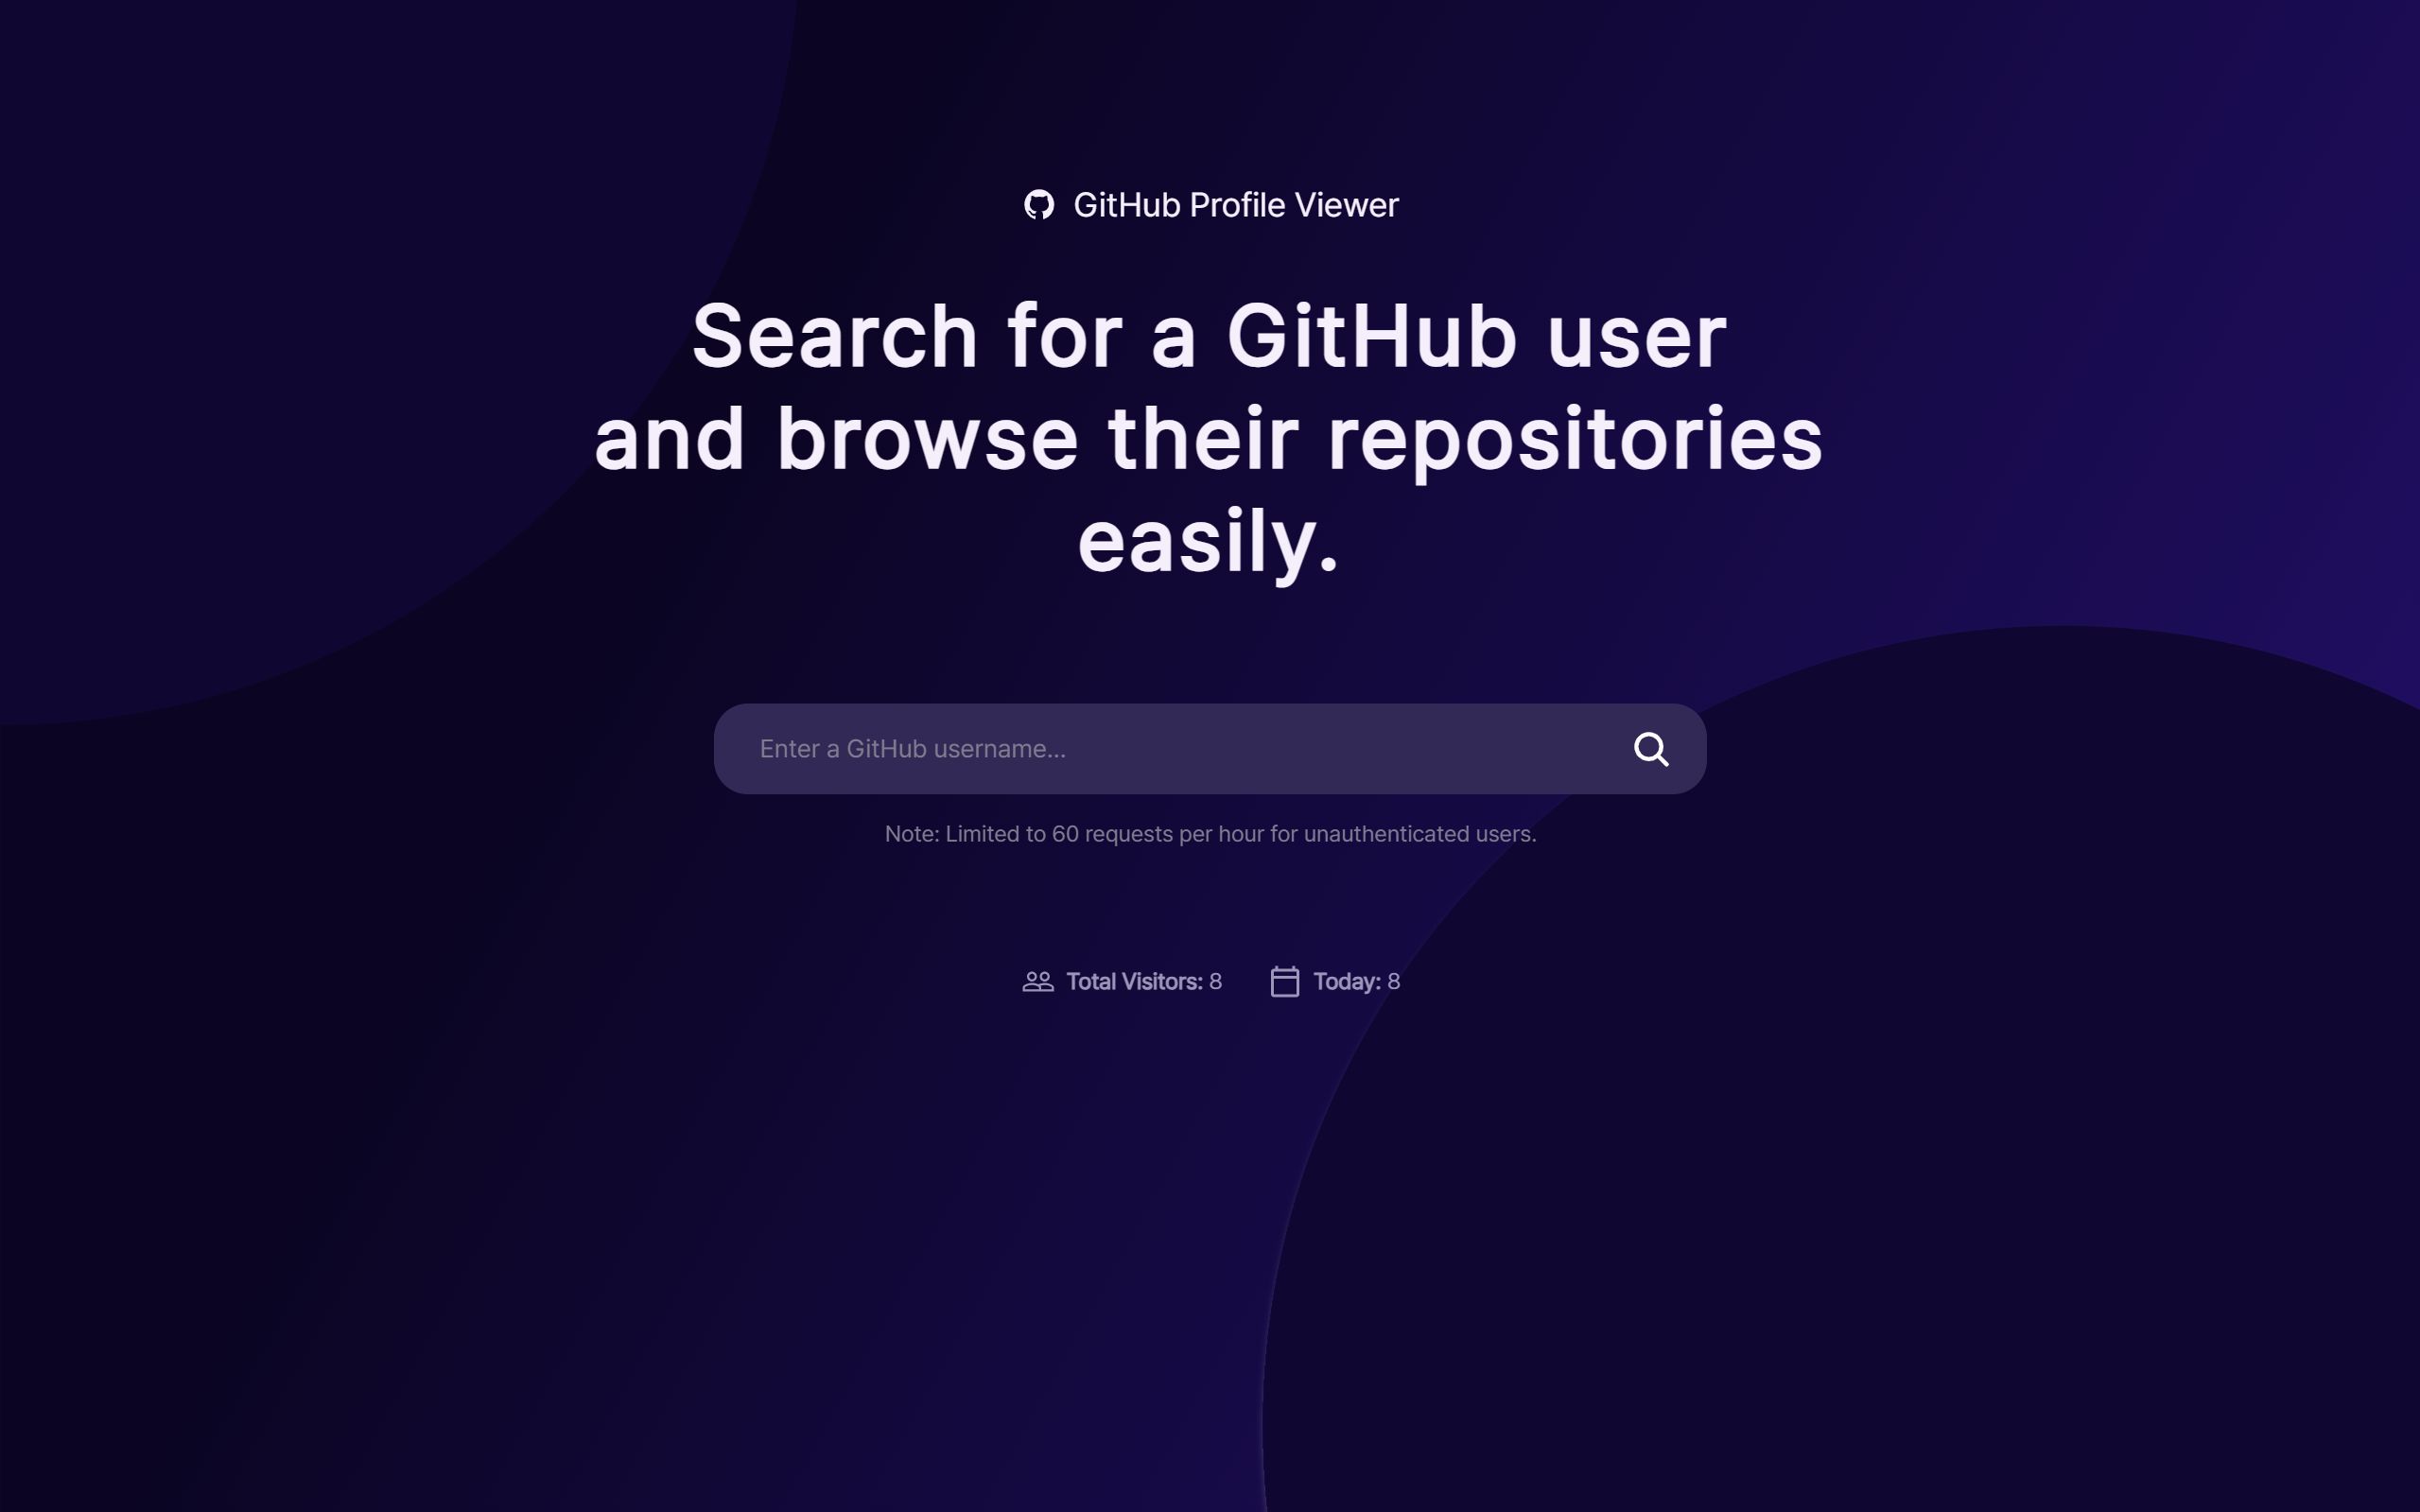 GitHub Profile Viewer
Search for a GitHub user
and browse their repositories
easily.
Enter a GitHub username...
Note: Limited to 60 requests per hour for unauthenticated users.
Total Visitors: 8 Today: 8